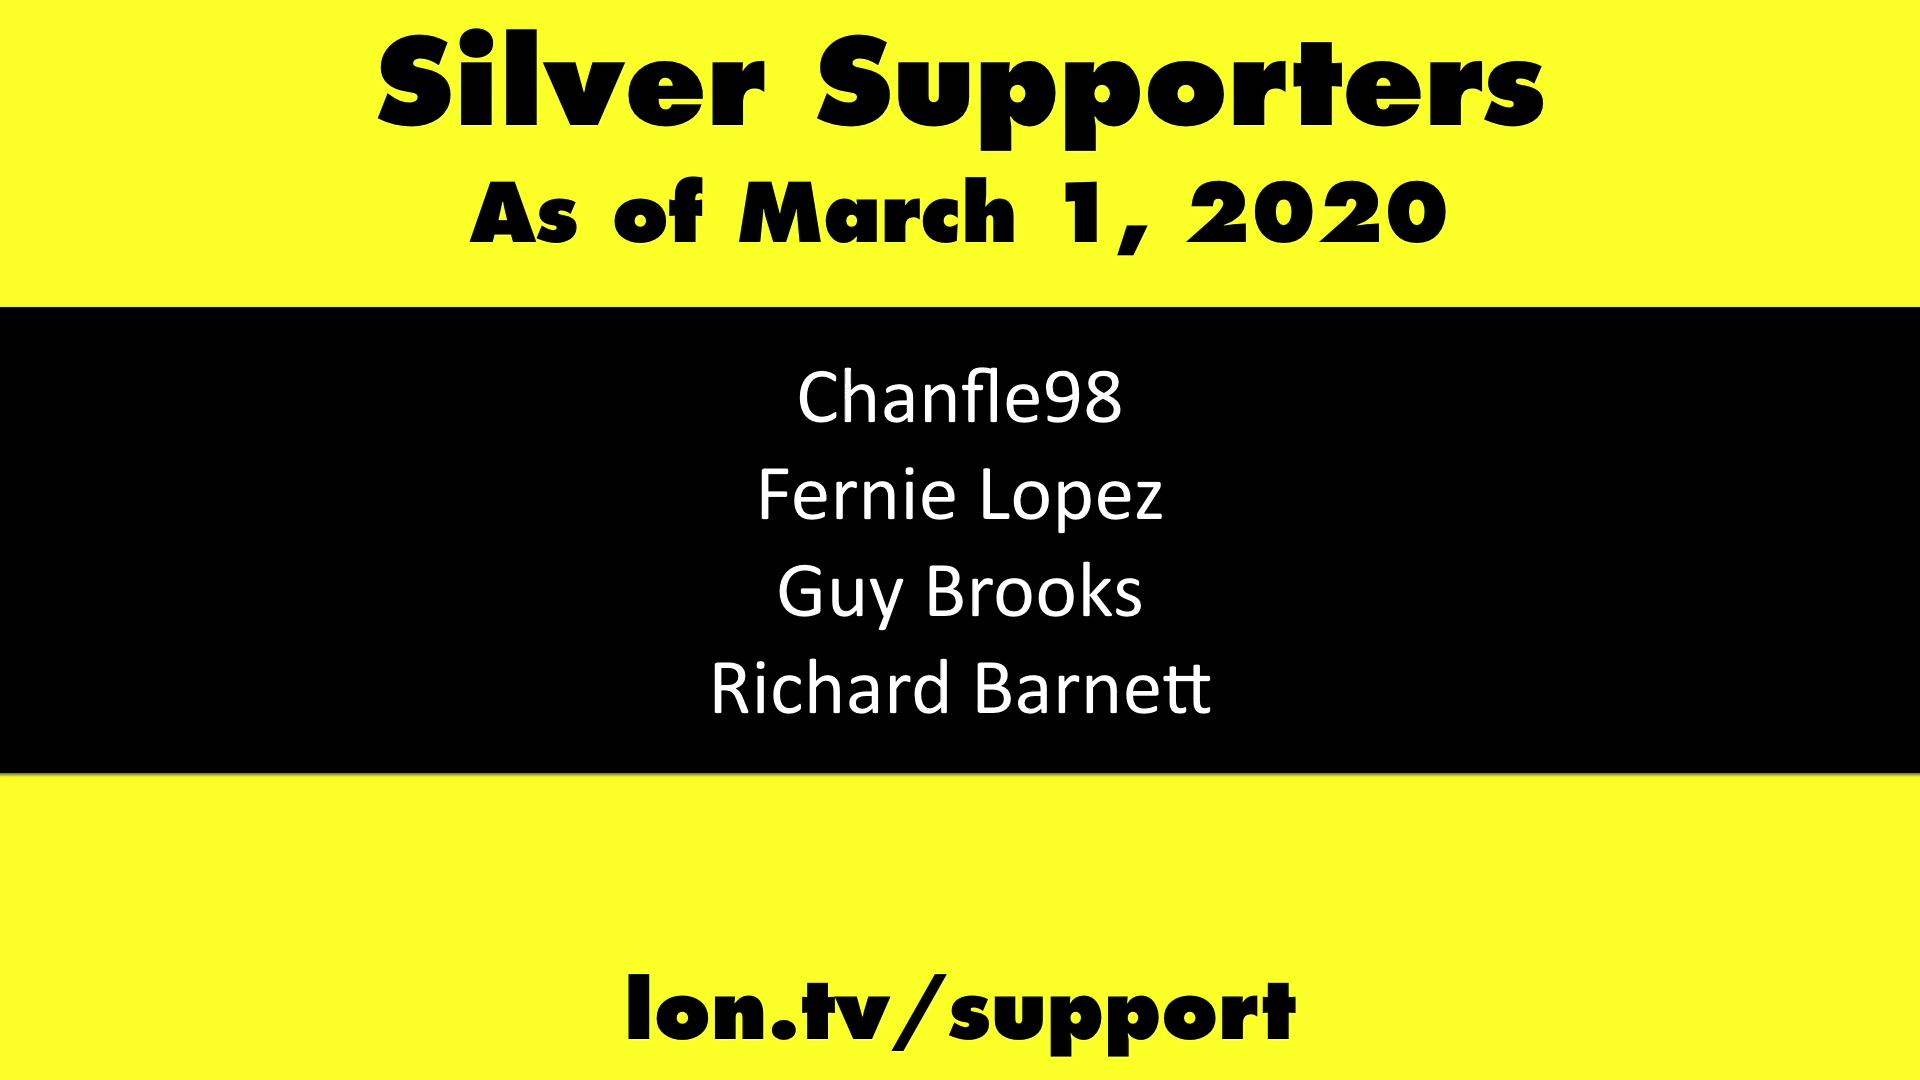 Silver Supporters
As of March 1, 2020
Chanfle98
Fernie Lopez
Guy Brooks
Richard Barnett
lon.tv/support